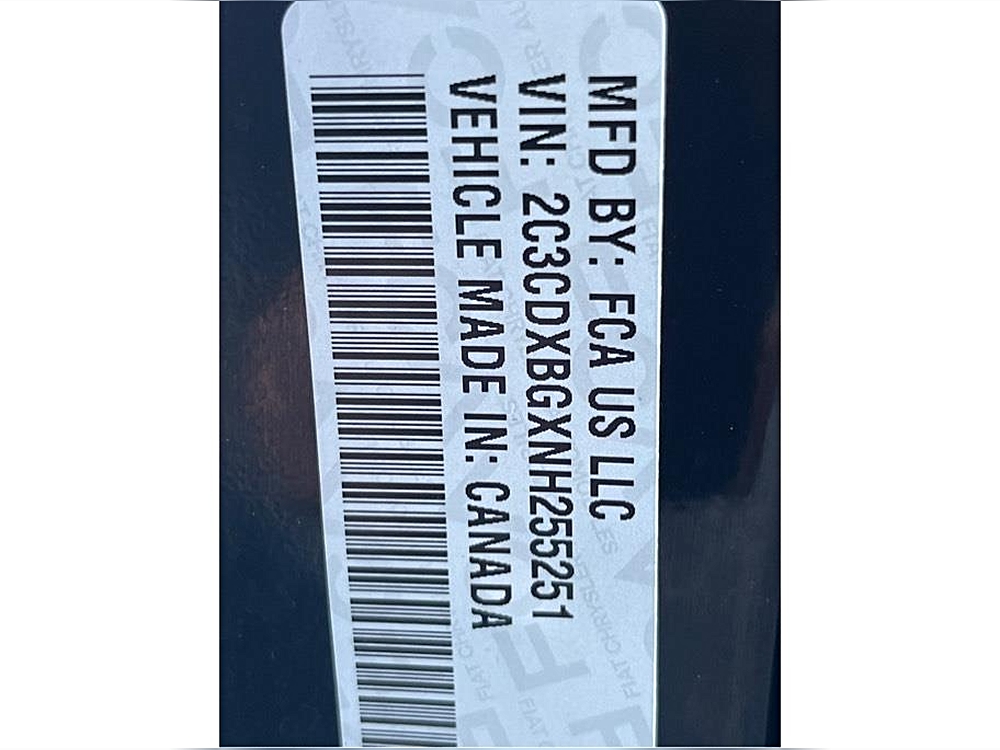 MFD BY: FCA US LLC
VIN: 2C3CDXBGXNH255251
VEHICLE MADE IN: CANADA